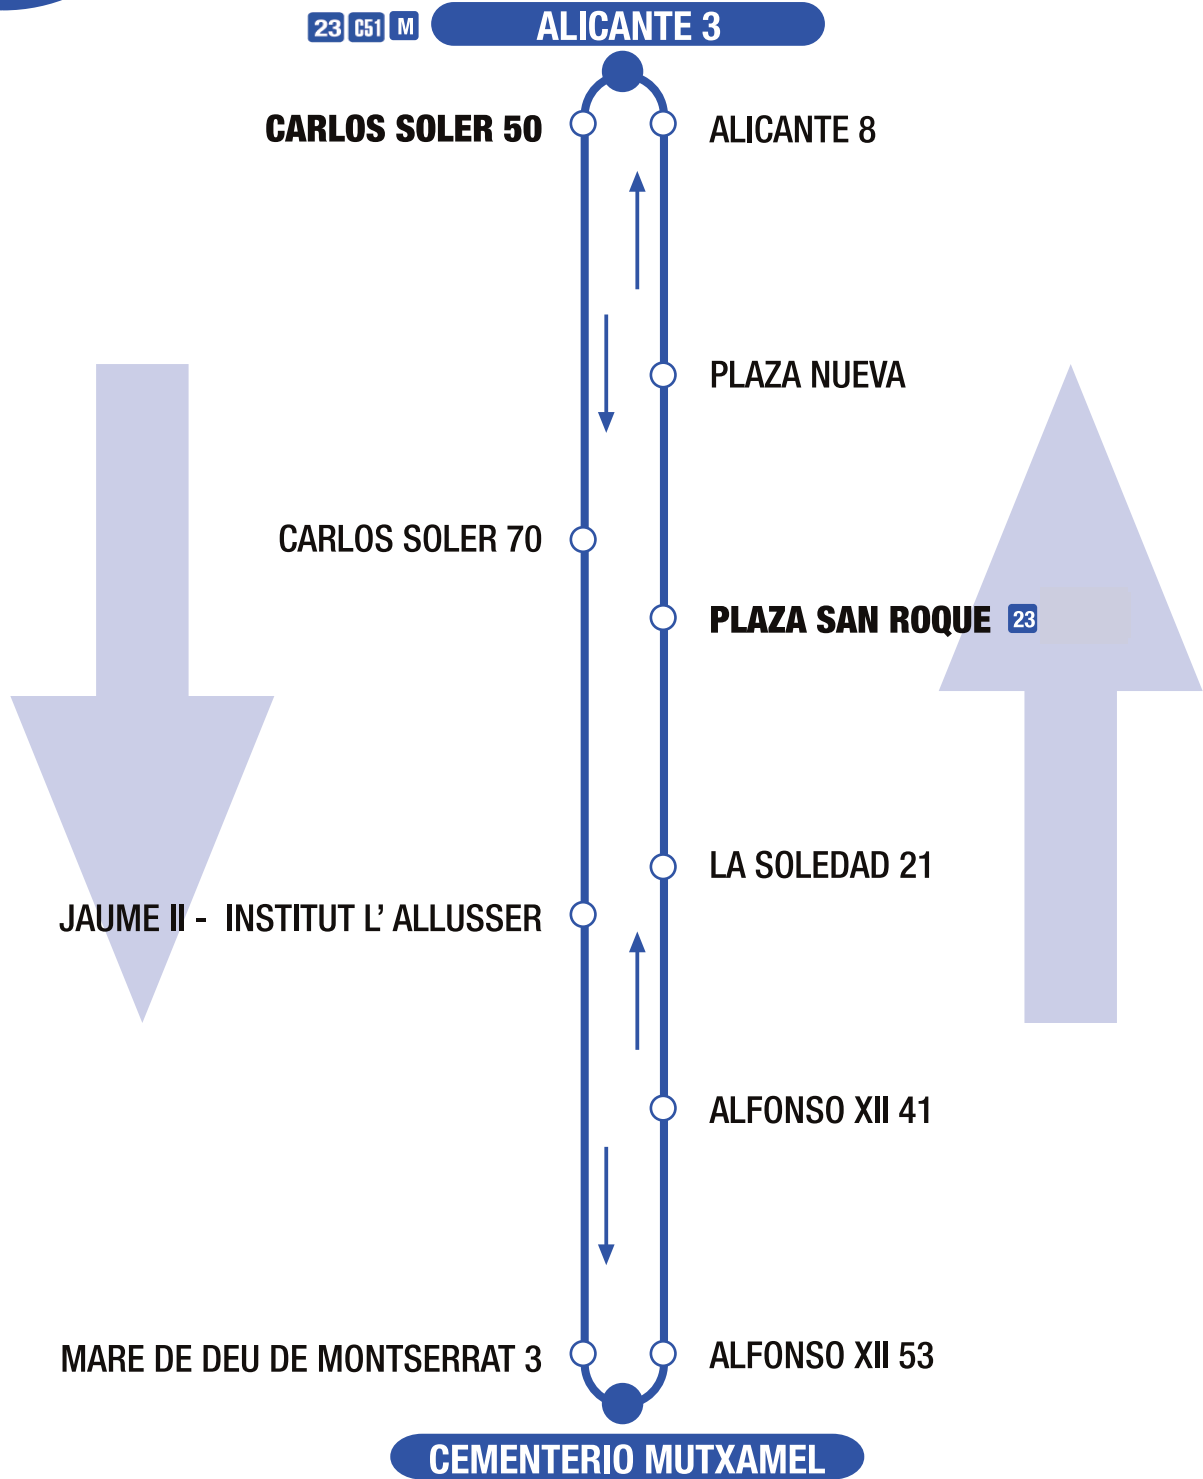 23 C51 M ALICANTE 3
CARLOS SOLER 50
ALICANTE 8
PLAZA NUEVA
CARLOS SOLER 70
PLAZA SAN ROQUE 23
LA SOLEDAD 21
JAUME II - INSTITUT L' ALLUSSER
ALFONSO XII 41
MARE DE DEU DE MONTSERRAT 3
ALFONSO XII 53
CEMENTERIO MUTXAMEL